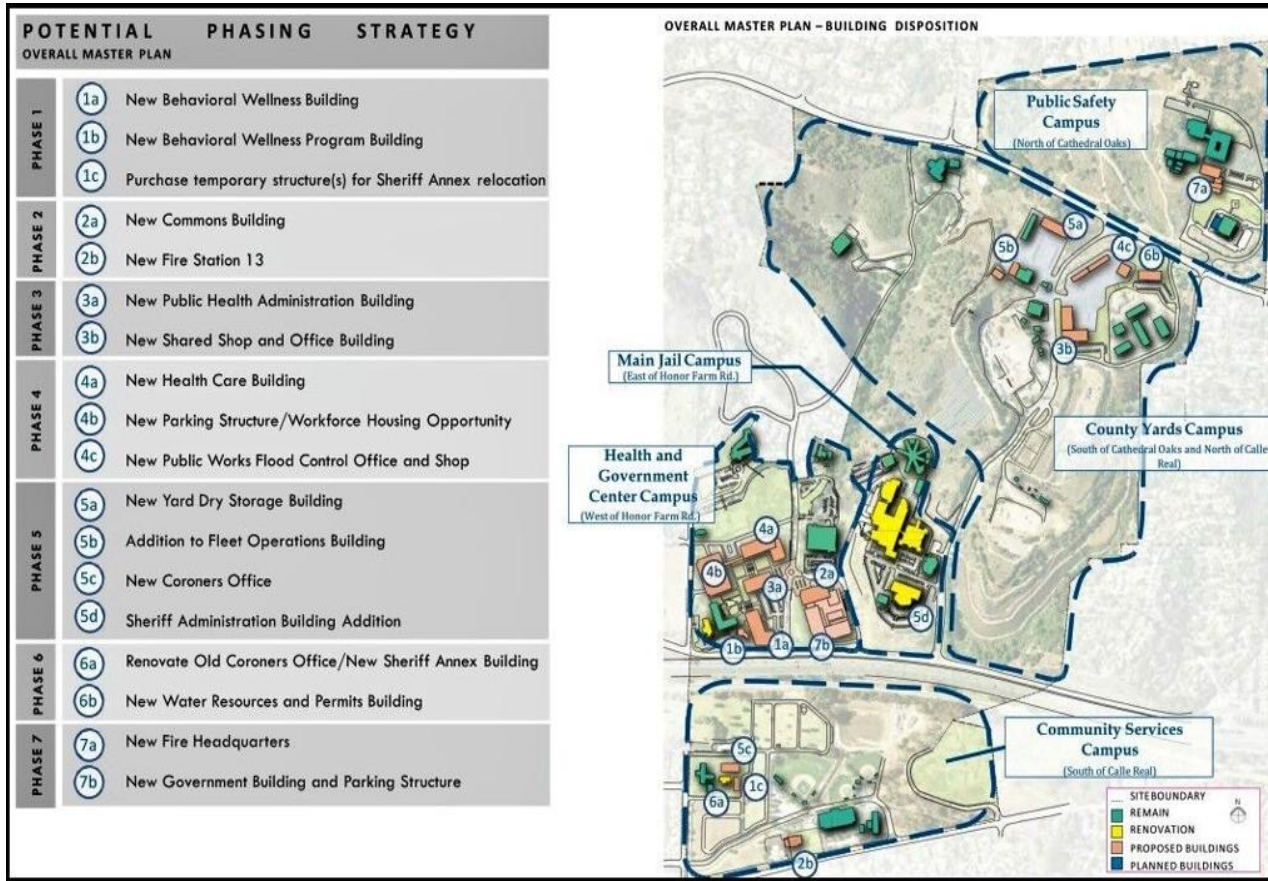 POTENTIAL PHASING STRATEGY
OVERALL MASTER PLAN
PHASE 1
1a New Behavioral Wellness Building
1b New Behavioral Wellness Program Building
1c Purchase temporary structure(s) for Sheriff Annex relocation
PHASE 2
2a New Commons Building
2b New Fire Station 13
PHASE 3
3a New Public Health Administration Building
3b New Shared Shop and Office Building
PHASE 4
4a New Health Care Building
4b New Parking Structure/Workforce Housing Opportunity
4c New Public Works Flood Control Office and Shop
PHASE 5
5a New Yard Dry Storage Building
5b Addition to Fleet Operations Building
5c New Coroners Office
5d Sheriff Administration Building Addition
PHASE 6
6a Renovate Old Coroners Office/New Sheriff Annex Building
6b New Water Resources and Permits Building
PHASE 7
7a New Fire Headquarters
7b New Government Building and Parking Structure
OVERALL MASTER PLAN – BUILDING DISPOSITION
Public Safety
Campus
(North of Cathedral Oaks)
7a
5a
5b
4c
6b
3b
Main Jail Campus
(East of Honor Farm Rd.)
County Yards Campus
(South of Cathedral Oaks and North of Calle
Real)
Health and
Government
Center Campus
(West of Honor Farm Rd.)
4a
4b
2a
3a
5d
1b
1a
7b
Community Services
Campus
(South of Calle Real)
5c
1c
6a
2b
SITEBOUNDARY
N
REMAIN
RENOVATION
PROPOSED BUILDINGS
PLANNED BUILDINGS